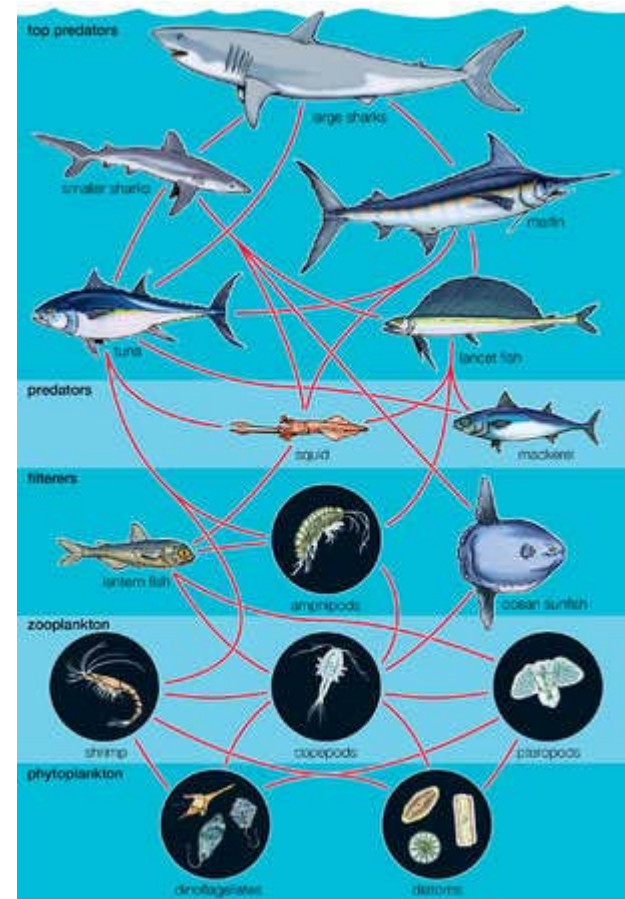 top predators
large sharks
smaller sharks
marlin
tuna
lancet fish
predators
squid
mackerel
filterers
lantern fish
amphipods
ocean sunfish
zooplankton
shrimp
copepods
pteropods
phytoplankton
dinoflagellates
diatoms